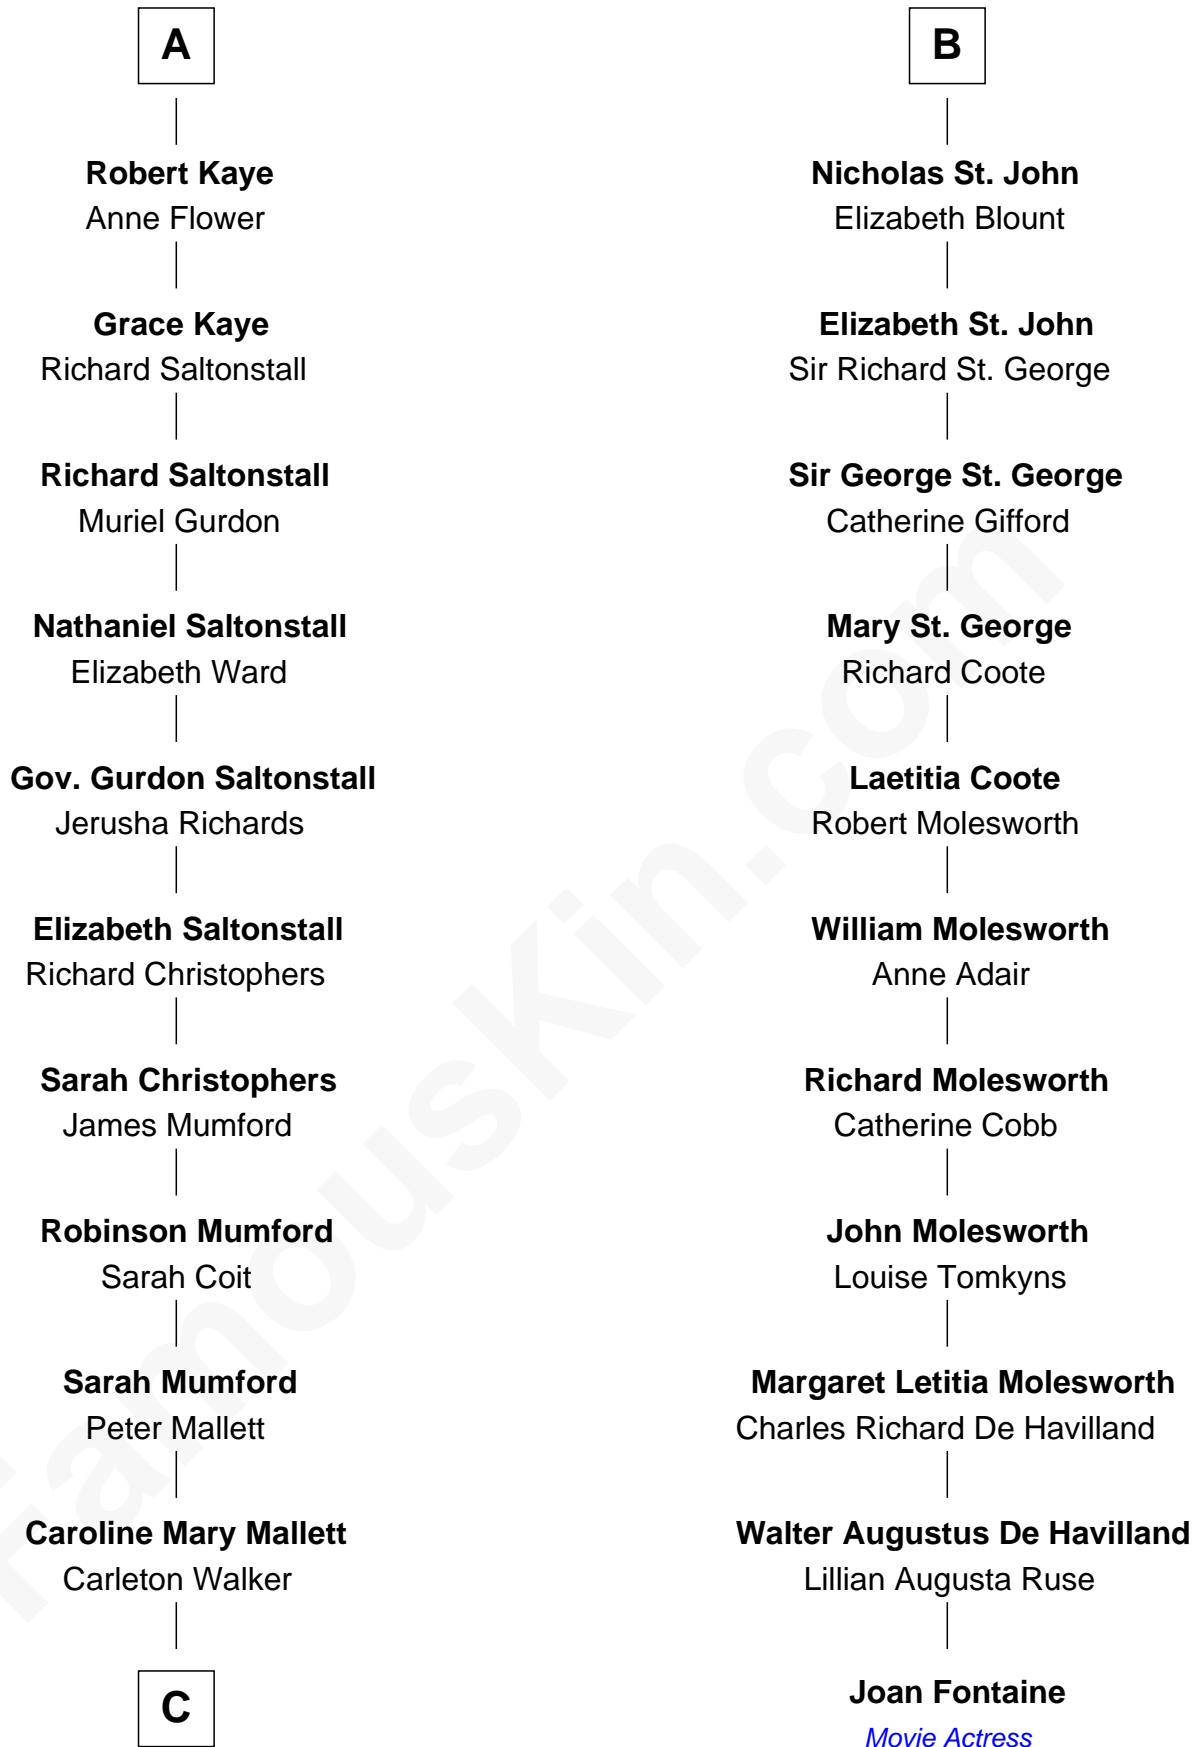 A
Robert Kaye
Anne Flower
Grace Kaye
Richard Saltonstall
Richard Saltonstall
Muriel Gurdon
Nathaniel Saltonstall
Elizabeth Ward
Gov. Gurdon Saltonstall
Jerusha Richards
Elizabeth Saltonstall
Richard Christophers
Sarah Christophers
James Mumford
Robinson Mumford
Sarah Coit
Sarah Mumford
Peter Mallett
Caroline Mary Mallett
Carleton Walker
C
B
Nicholas St. John
Elizabeth Blount
Elizabeth St. John
Sir Richard St. George
Sir George St. George
Catherine Gifford
Mary St. George
Richard Coote
Laetitia Coote
Robert Molesworth
William Molesworth
Anne Adair
Richard Molesworth
Catherine Cobb
John Molesworth
Louise Tomkyns
Margaret Letitia Molesworth
Charles Richard De Havilland
Walter Augustus De Havilland
Lillian Augusta Ruse
Joan Fontaine
Movie Actress
FamousKin.com